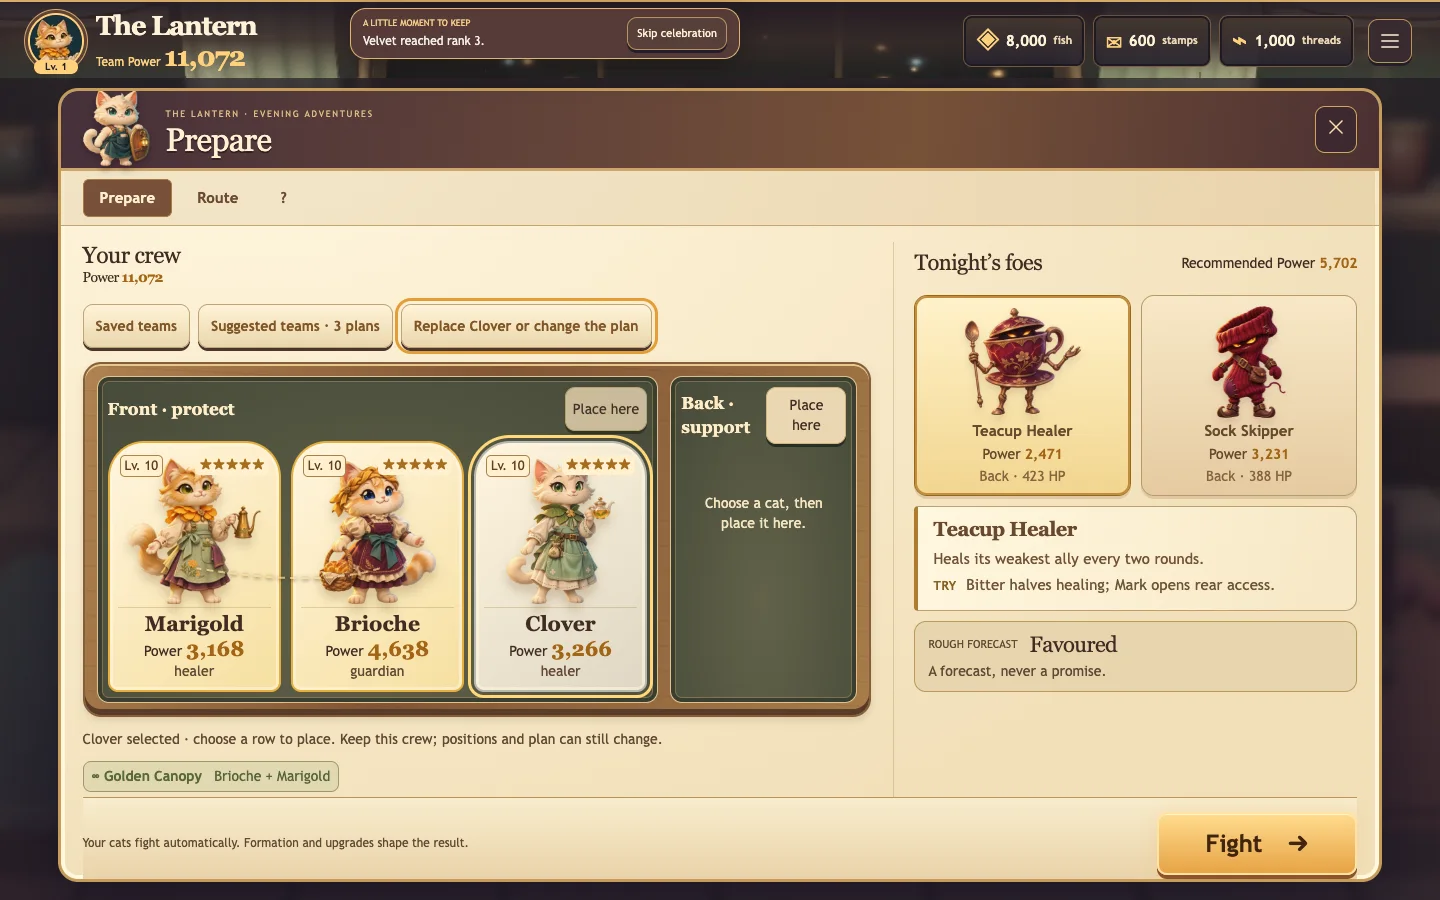 The Lantern
Team Power 11,072
Lv. 1
A LITTLE MOMENT TO KEEP
Velvet reached rank 3.
Skip celebration
8,000 fish
600 stamps
1,000 threads
THE LANTERN · EVENING ADVENTURES
Prepare
Prepare
Route
?
Your crew
Power 11,072
Saved teams
Suggested teams · 3 plans
Replace Clover or change the plan
Front · protect
Place here
Lv. 10
Marigold
Power 3,168
healer
Lv. 10
Brioche
Power 4,638
guardian
Lv. 10
Clover
Power 3,266
healer
Back ·
support
Place
here
Choose a cat, then
place it here.
Clover selected · choose a row to place. Keep this crew; positions and plan can still change.
Golden Canopy Brioche + Marigold
Tonight's foes
Recommended Power 5,702
Teacup Healer
Power 2,471
Back · 423 HP
Sock Skipper
Power 3,231
Back · 388 HP
Teacup Healer
Heals its weakest ally every two rounds.
TRY Bitter halves healing; Mark opens rear access.
ROUGH FORECAST Favoured
A forecast, never a promise.
Your cats fight automatically. Formation and upgrades shape the result.
Fight →